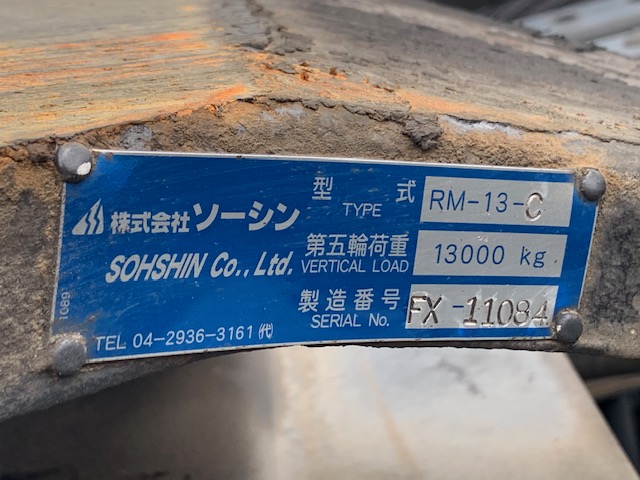 株式会社 ソーシン
SOHSHIN Co., Ltd.
型式 RM-13-C
TYPE
第五輪荷重 13000 kg
VERTICAL LOAD
製造番号 FX-11084
SERIAL No.
1089
TEL 04-2936-3161㈹